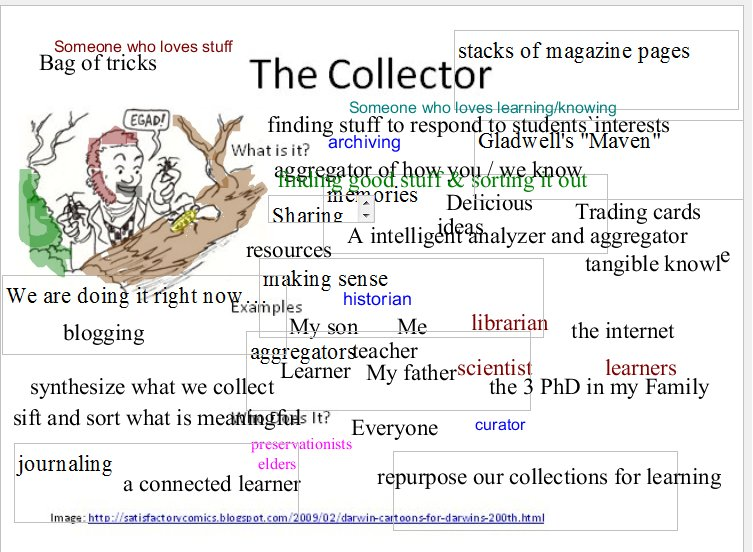 Someone who loves stuff
Bag of tricks
stacks of magazine pages
The Collector
Someone who loves learning/knowing
EGAD!
finding stuff to respond to students`interests
archiving
Gladwell's "Maven"
What is it?
aggregator of how you / we know
finding good stuff & sorting it out
memories
Delicious
Sharing
Trading cards
ideas
A intelligent analyzer and aggregator
resources
tangible knowle
making sense
We are doing it right now...
historian
Examples
blogging
My son
Me
librarian
the internet
aggregators
teacher
Learner
My father
scientist
learners
synthesize what we collect
the 3 PhD in my Family
sift and sort what is meaningful
Who Does It?
Everyone
curator
preservationists
elders
journaling
a connected learner
repurpose our collections for learning
Image: http://satisfactorycomics.blogspot.com/2009/02/darwin-cartoons-for-darwins-200th.html